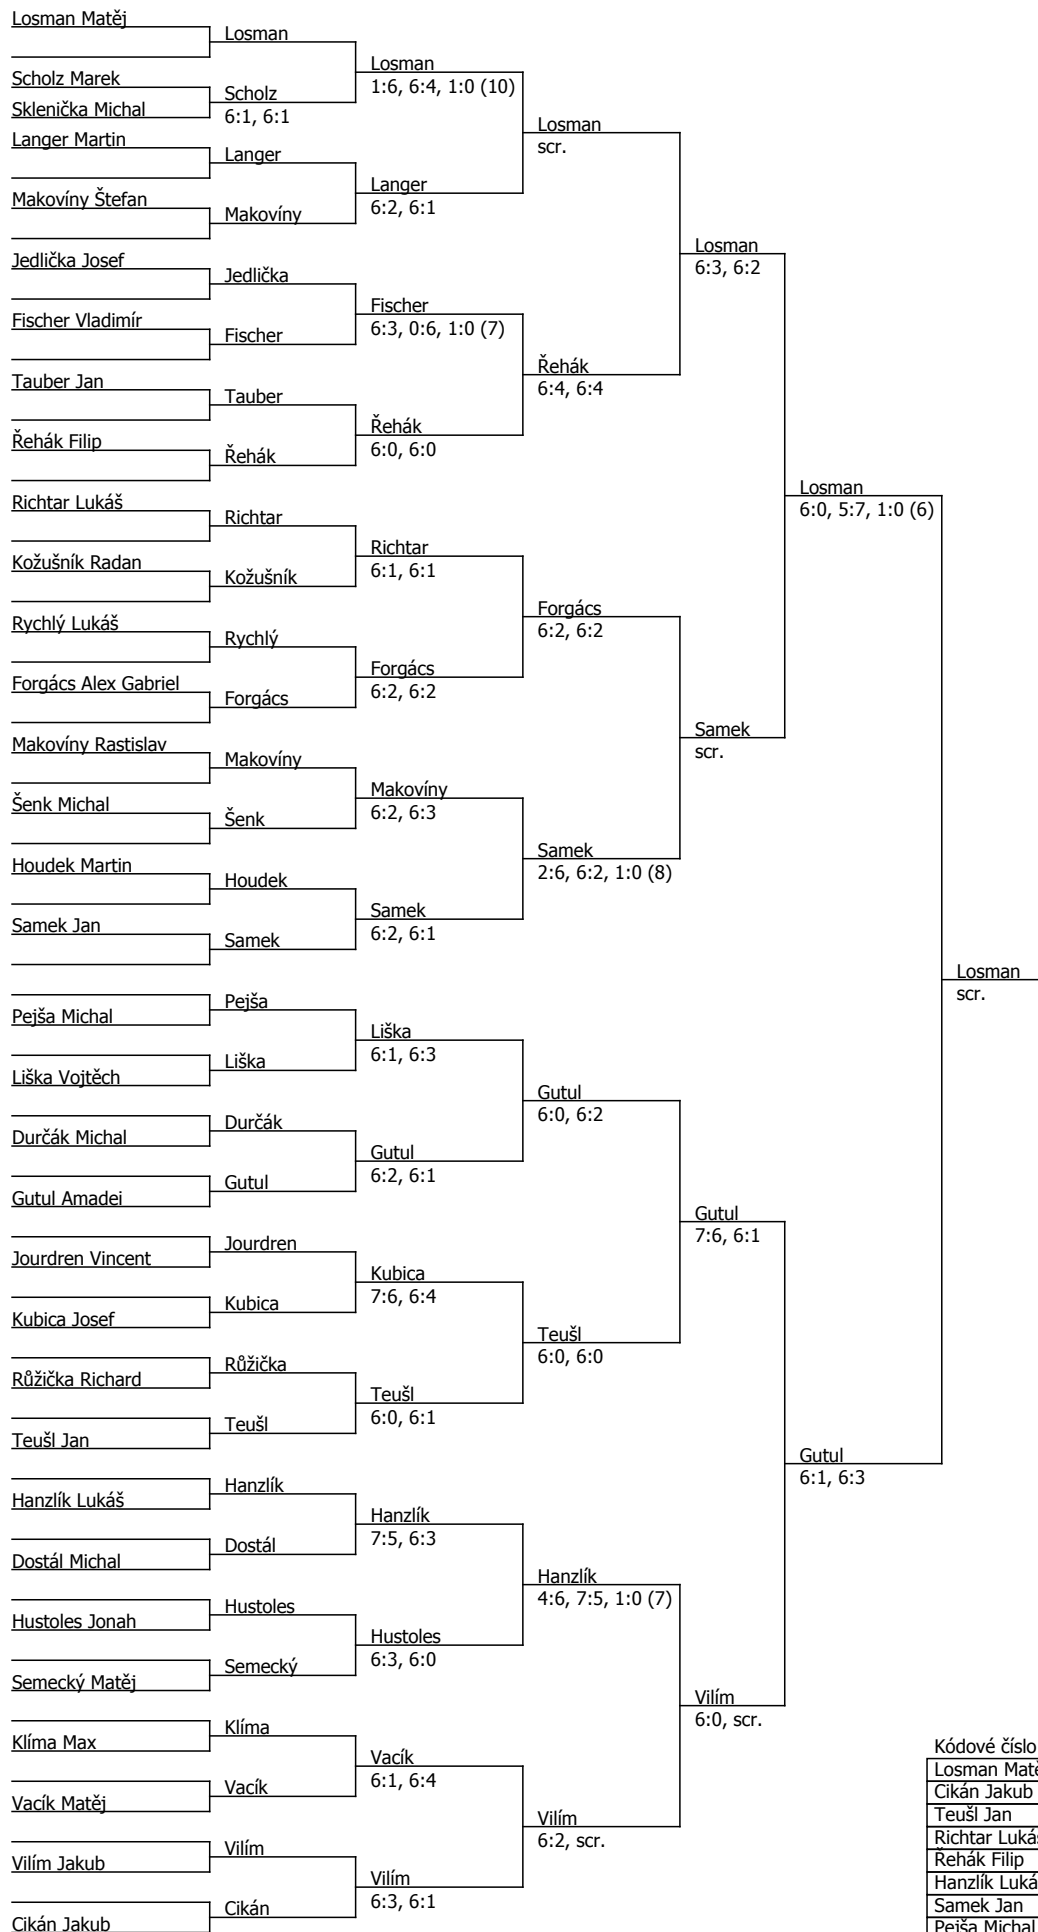 Losman Matěj
Scholz Marek
Sklenička Michal
Langer Martin
Makovíny Štefan
Jedlička Josef
Fischer Vladimír
Tauber Jan
Řehák Filip
Richtar Lukáš
Kožušník Radan
Rychlý Lukáš
Forgács Alex Gabriel
Makovíny Rastislav
Šenk Michal
Houdek Martin
Samek Jan
Pejša Michal
Liška Vojtěch
Durčák Michal
Gutul Amadei
Jourdren Vincent
Kubica Josef
Růžička Richard
Teušl Jan
Hanzlík Lukáš
Dostál Michal
Hustoles Jonah
Semecký Matěj
Klíma Max
Vacík Matěj
Vilím Jakub
Cikán Jakub
Losman
Scholz
6:1, 6:1
Langer
Makovíny
Jedlička
Fischer
Tauber
Řehák
Richtar
Kožušník
Rychlý
Forgács
Makovíny
Šenk
Houdek
Samek
Pejša
Liška
Durčák
Gutul
Jourdren
Kubica
Růžička
Teušl
Hanzlík
Dostál
Hustoles
Semecký
Klíma
Vacík
Vilím
Cikán
Losman
1:6, 6:4, 1:0 (10)
Langer
6:2, 6:1
Fischer
6:3, 0:6, 1:0 (7)
Řehák
6:0, 6:0
Richtar
6:1, 6:1
Forgács
6:2, 6:2
Makovíny
6:2, 6:3
Samek
6:2, 6:1
Liška
6:1, 6:3
Gutul
6:2, 6:1
Kubica
7:6, 6:4
Teušl
6:0, 6:1
Hanzlík
7:5, 6:3
Hustoles
6:3, 6:0
Vacík
6:1, 6:4
Vilím
6:3, 6:1
Losman
scr.
Řehák
6:4, 6:4
Forgács
6:2, 6:2
Samek
2:6, 6:2, 1:0 (8)
Gutul
6:0, 6:2
Teušl
6:0, 6:0
Hanzlík
4:6, 7:5, 1:0 (7)
Vilím
6:2, scr.
Losman
6:3, 6:2
Samek
scr.
Gutul
7:6, 6:1
Vilím
6:0, scr.
Losman
6:0, 5:7, 1:0 (6)
Gutul
6:1, 6:3
Losman
scr.
Kódové číslo
Losman Mat
Cikán Jakub
Teušl Jan
Richtar Luká
Řehák Filip
Hanzlík Luká
Samek Jan
Pejša Michal